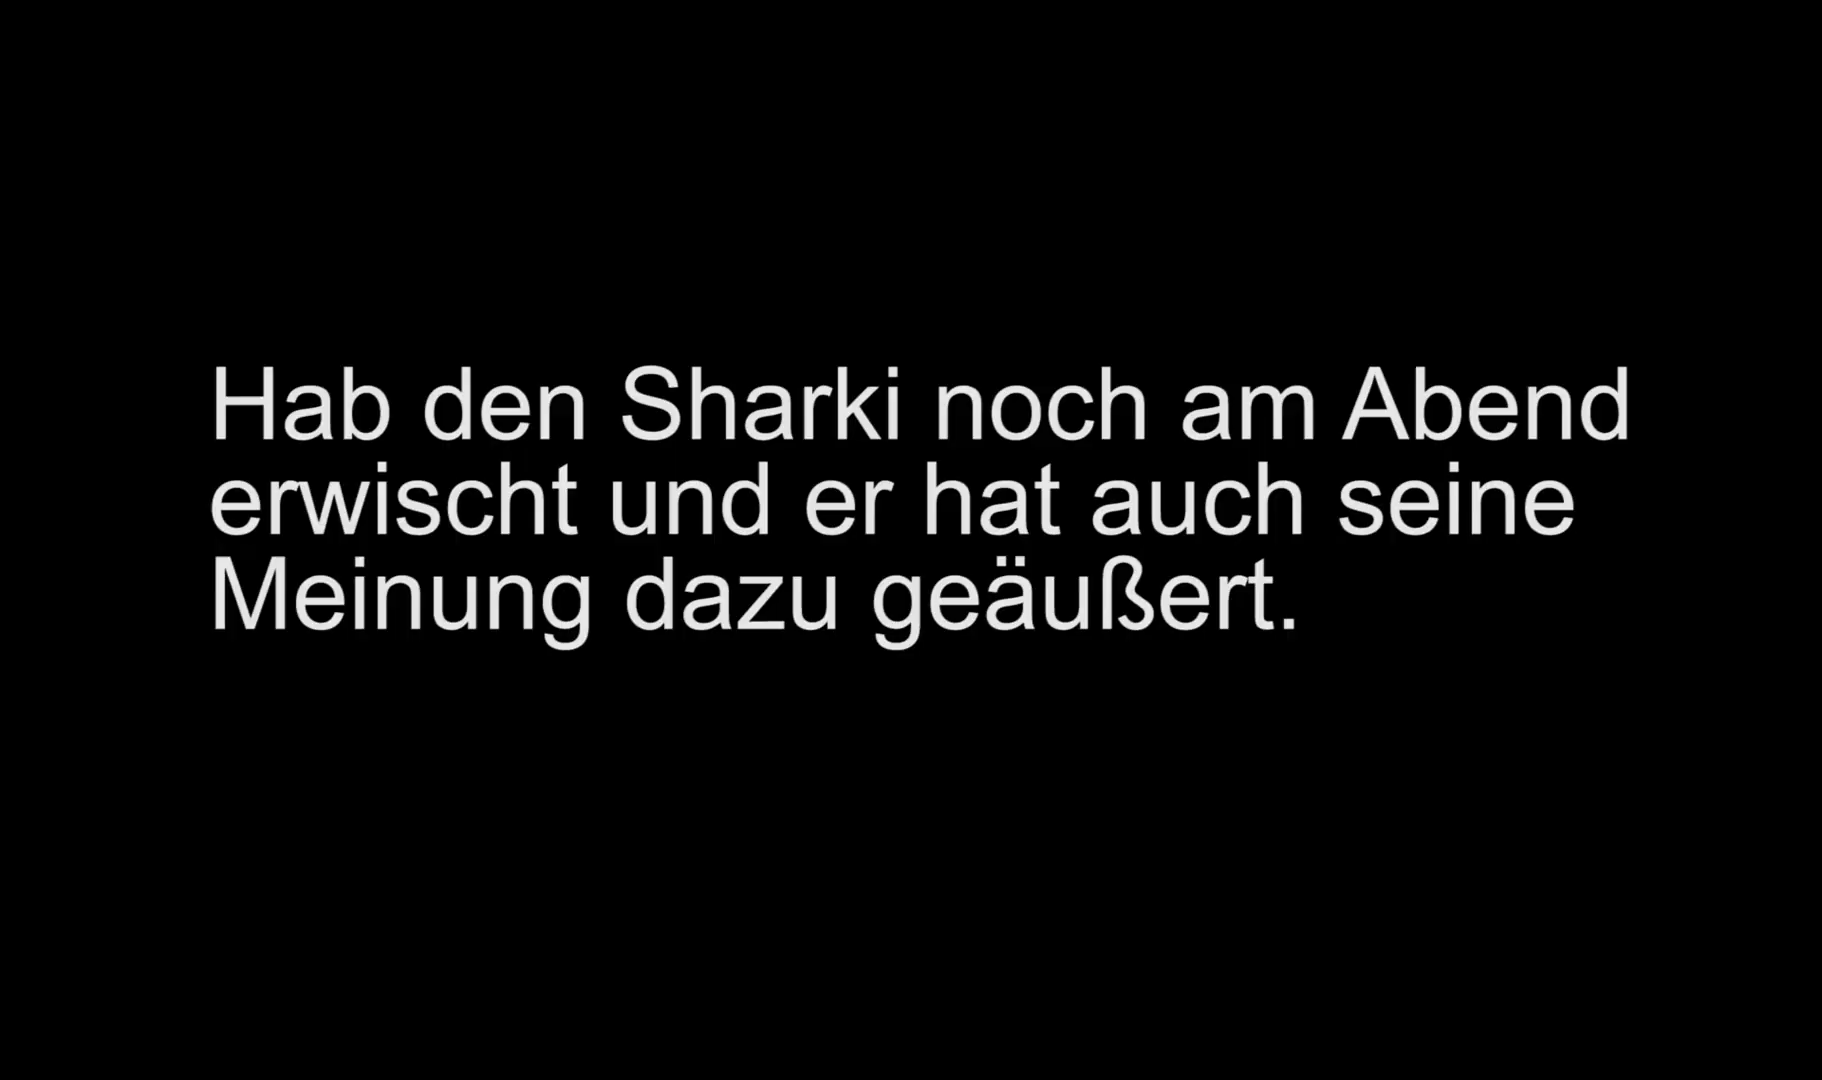 Hab den Sharki noch am Abend
erwischt und er hat auch seine
Meinung dazu geäußert.